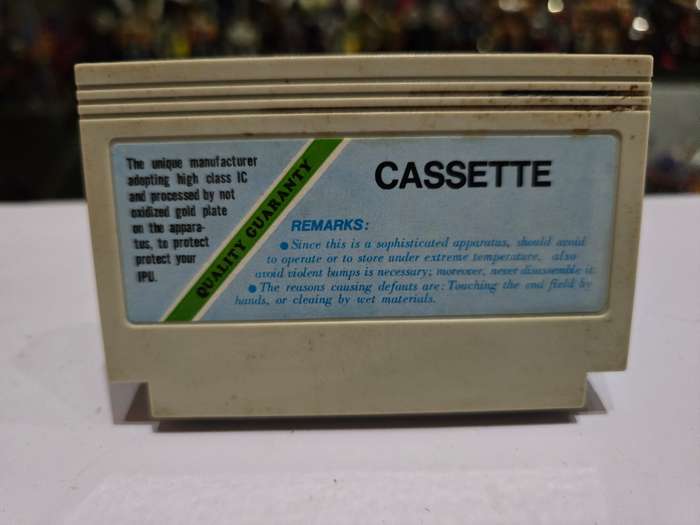 The unique manufacturer
adopting high class IC
and processed by not
oxidized gold plate
on the appara-
tus, to protect
protect your
IPU.
QUALITY GUARANTY
CASSETTE
REMARKS:
● Since this is a sophisticated apparatus, should avoid
to operate or to store under extreme temperature, also
avoid violent bumps is necessary; moreover, never disassemble it
● The reasons causing defauts are: Touching the end field by
hands, or cleaing by wet materials.